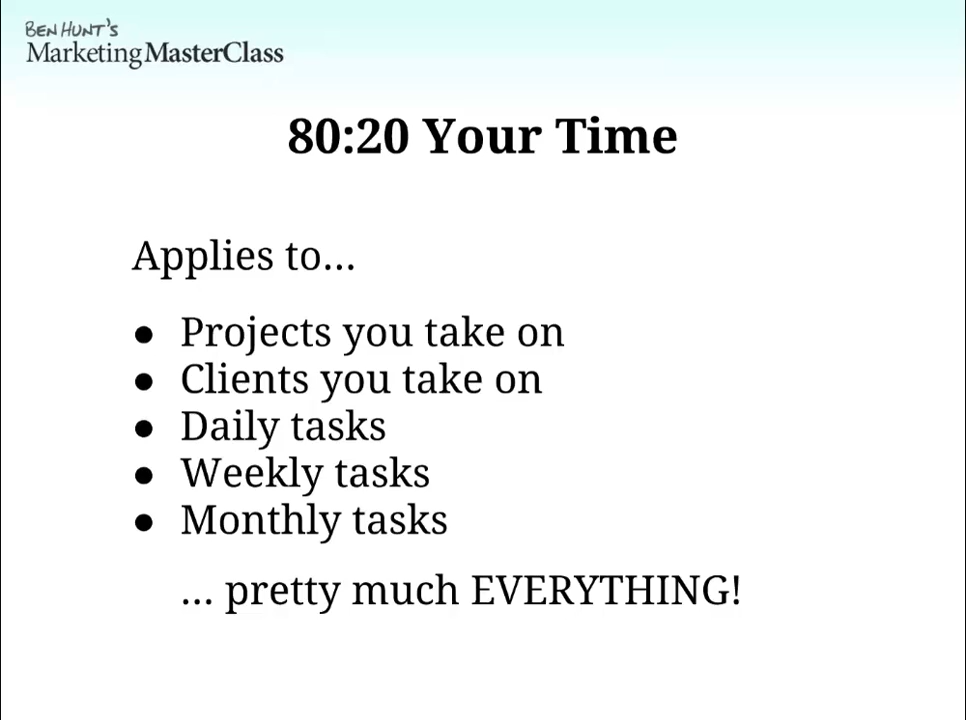 BEN HUNT'S
Marketing MasterClass
80:20 Your Time
Applies to...
● Projects you take on
● Clients you take on
● Daily tasks
● Weekly tasks
● Monthly tasks
... pretty much EVERYTHING!